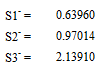 S1⁻ = 0.63960
S2⁻ = 0.97014
S3⁻ = 2.13910